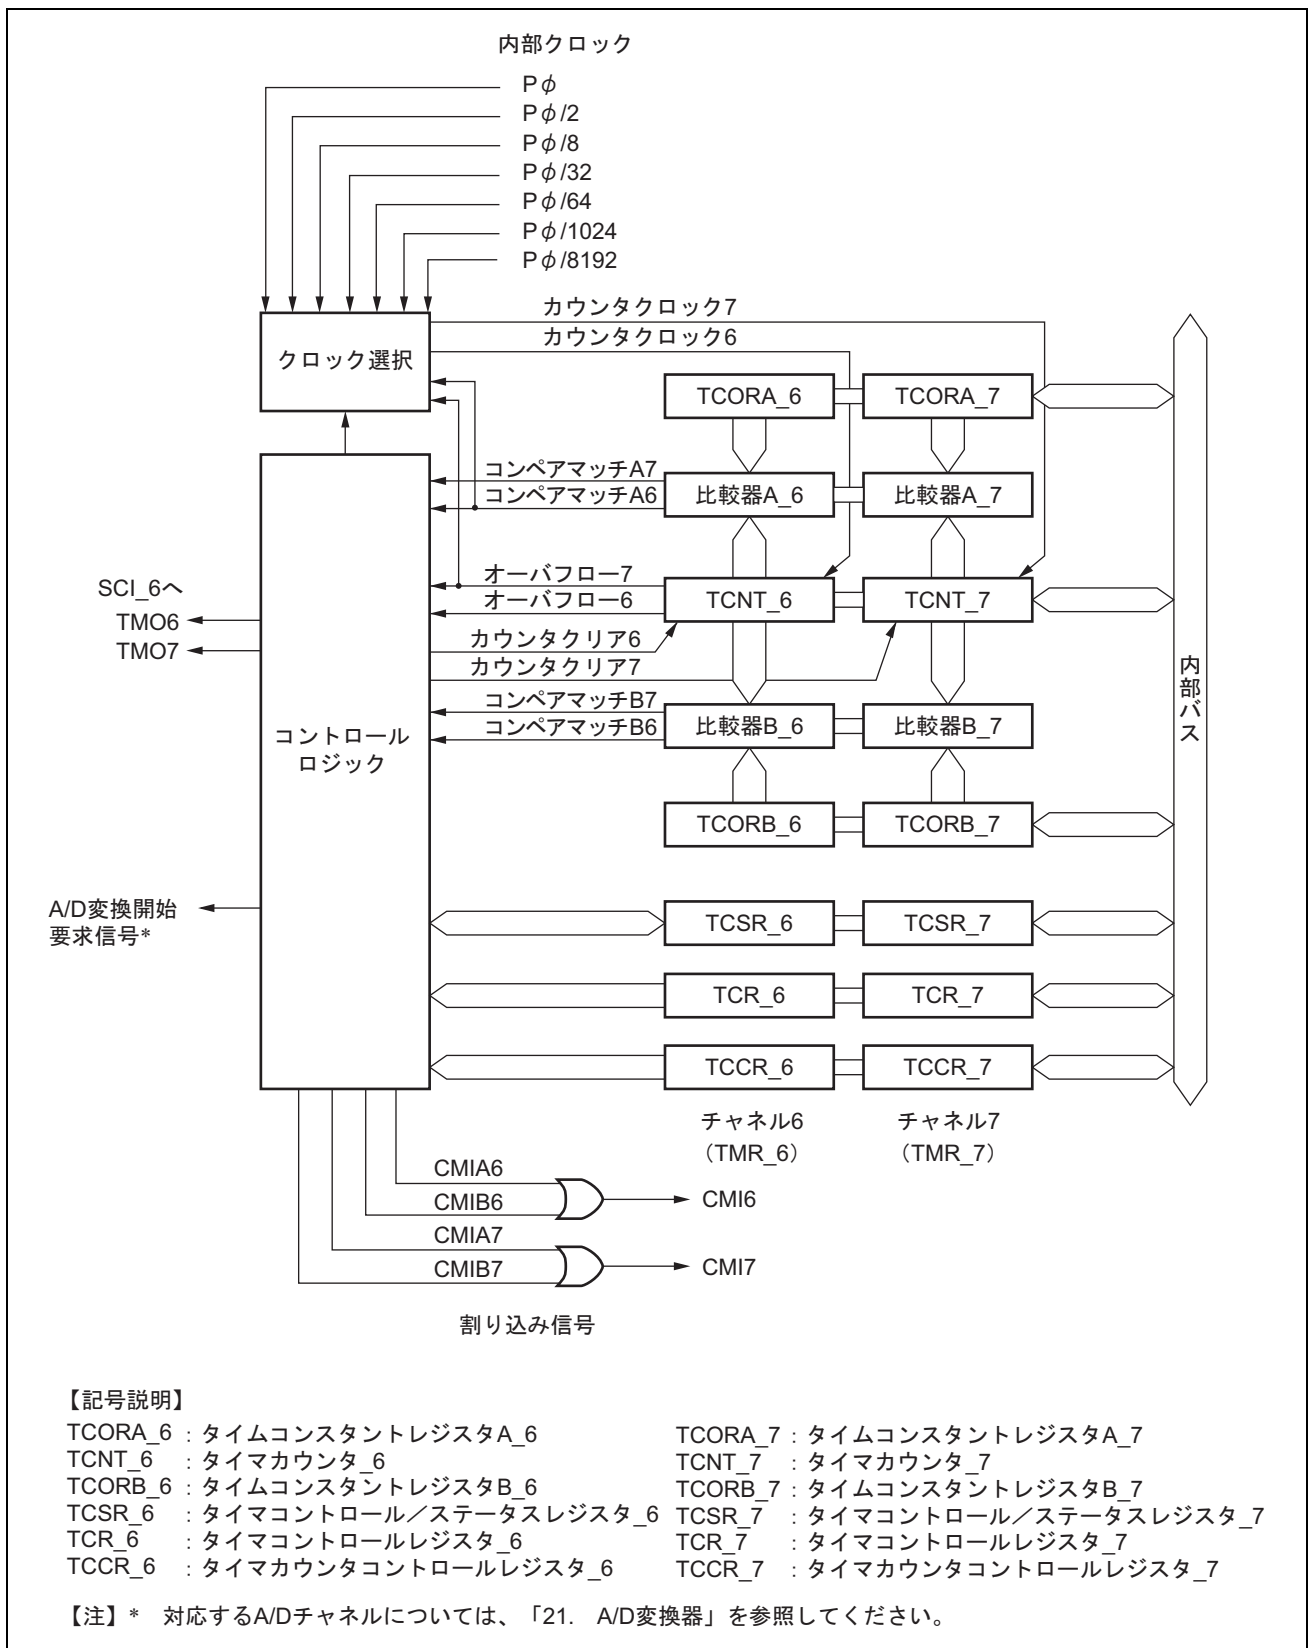 内部クロック
Pφ
Pφ/2
Pφ/8
Pφ/32
Pφ/64
Pφ/1024
Pφ/8192
カウンタクロック7
カウンタクロック6
クロック選択
TCORA_6
TCORA_7
コンペアマッチA7
コンペアマッチA6
比較器A_6
比較器A_7
SCI_6へ
TMO6
TMO7
オーバフロー7
オーバフロー6
TCNT_6
TCNT_7
カウンタクリア6
カウンタクリア7
内部バス
コンペアマッチB7
コンペアマッチB6
比較器B_6
比較器B_7
コントロール
ロジック
TCORB_6
TCORB_7
A/D変換開始
要求信号*
TCSR_6
TCSR_7
TCR_6
TCR_7
TCCR_6
TCCR_7
チャネル6
(TMR_6)
チャネル7
(TMR_7)
CMIA6
CMIB6
CMI6
CMIA7
CMIB7
CMI7
割り込み信号
【記号説明】
TCORA_6 : タイムコンスタントレジスタA_6
TCNT_6 : タイマカウンタ_6
TCORB_6 : タイムコンスタントレジスタB_6
TCSR_6 : タイマコントロール/ステータスレジスタ_6
TCR_6 : タイマコントロールレジスタ_6
TCCR_6 : タイマカウンタコントロールレジスタ_6
TCORA_7 : タイムコンスタントレジスタA_7
TCNT_7 : タイマカウンタ_7
TCORB_7 : タイムコンスタントレジスタB_7
TCSR_7 : タイマコントロール/ステータスレジスタ_7
TCR_7 : タイマコントロールレジスタ_7
TCCR_7 : タイマカウンタコントロールレジスタ_7
【注】* 対応するA/Dチャネルについては、「21. A/D変換器」を参照してください。